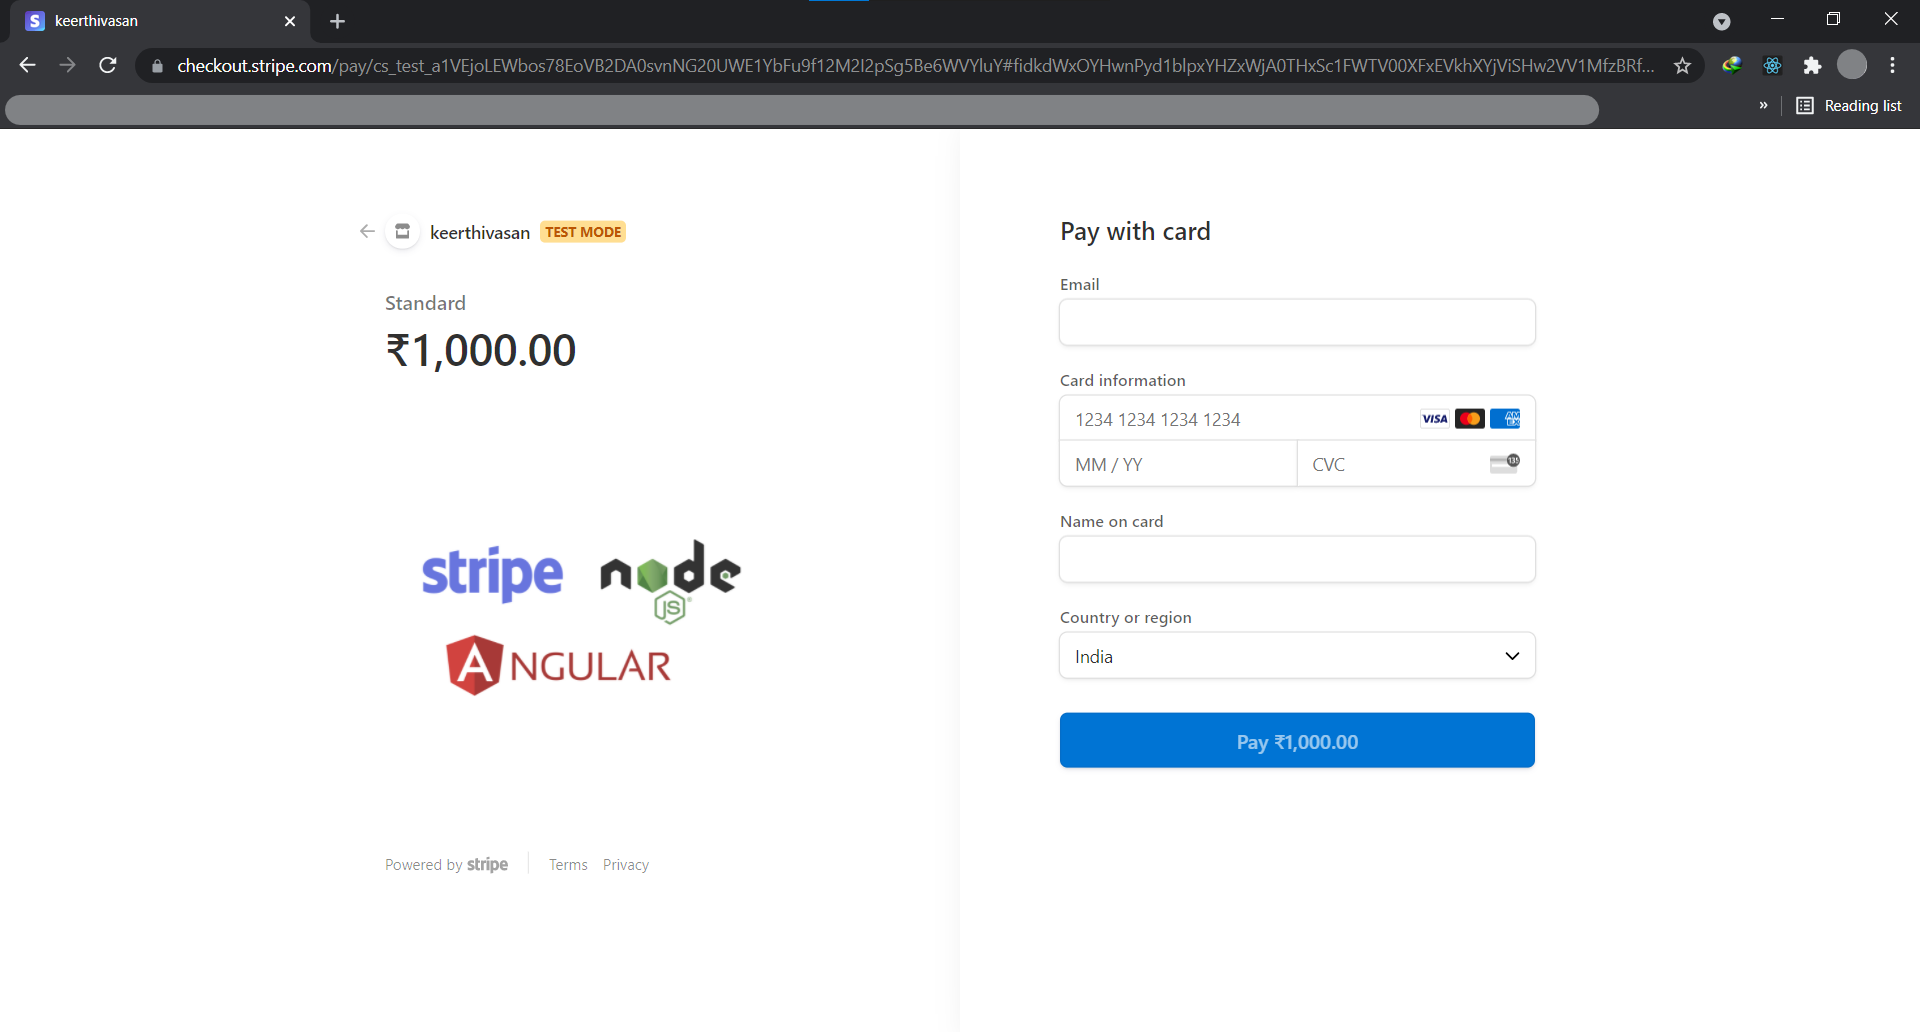 keerthivasan
checkout.stripe.com/pay/cs_test_a1VEjoLEWbos78EoVB2DA0svnNG20UWE1YbFu9f12M2I2pSg5Be6WVYluY#fidkdWxOYHwnPyd1blpxYHZxWjA0THxSc1FWTV00XFxEVkhXYjViSHw2VV1MfzBRf...
» Reading list
keerthivasan TEST MODE
Standard
₹1,000.00
stripe node
JS
ANGULAR
Powered by stripe Terms Privacy
Pay with card
Email
Card information
1234 1234 1234 1234 VISA AMEX
MM / YY CVC 135
Name on card
Country or region
India
Pay ₹1,000.00